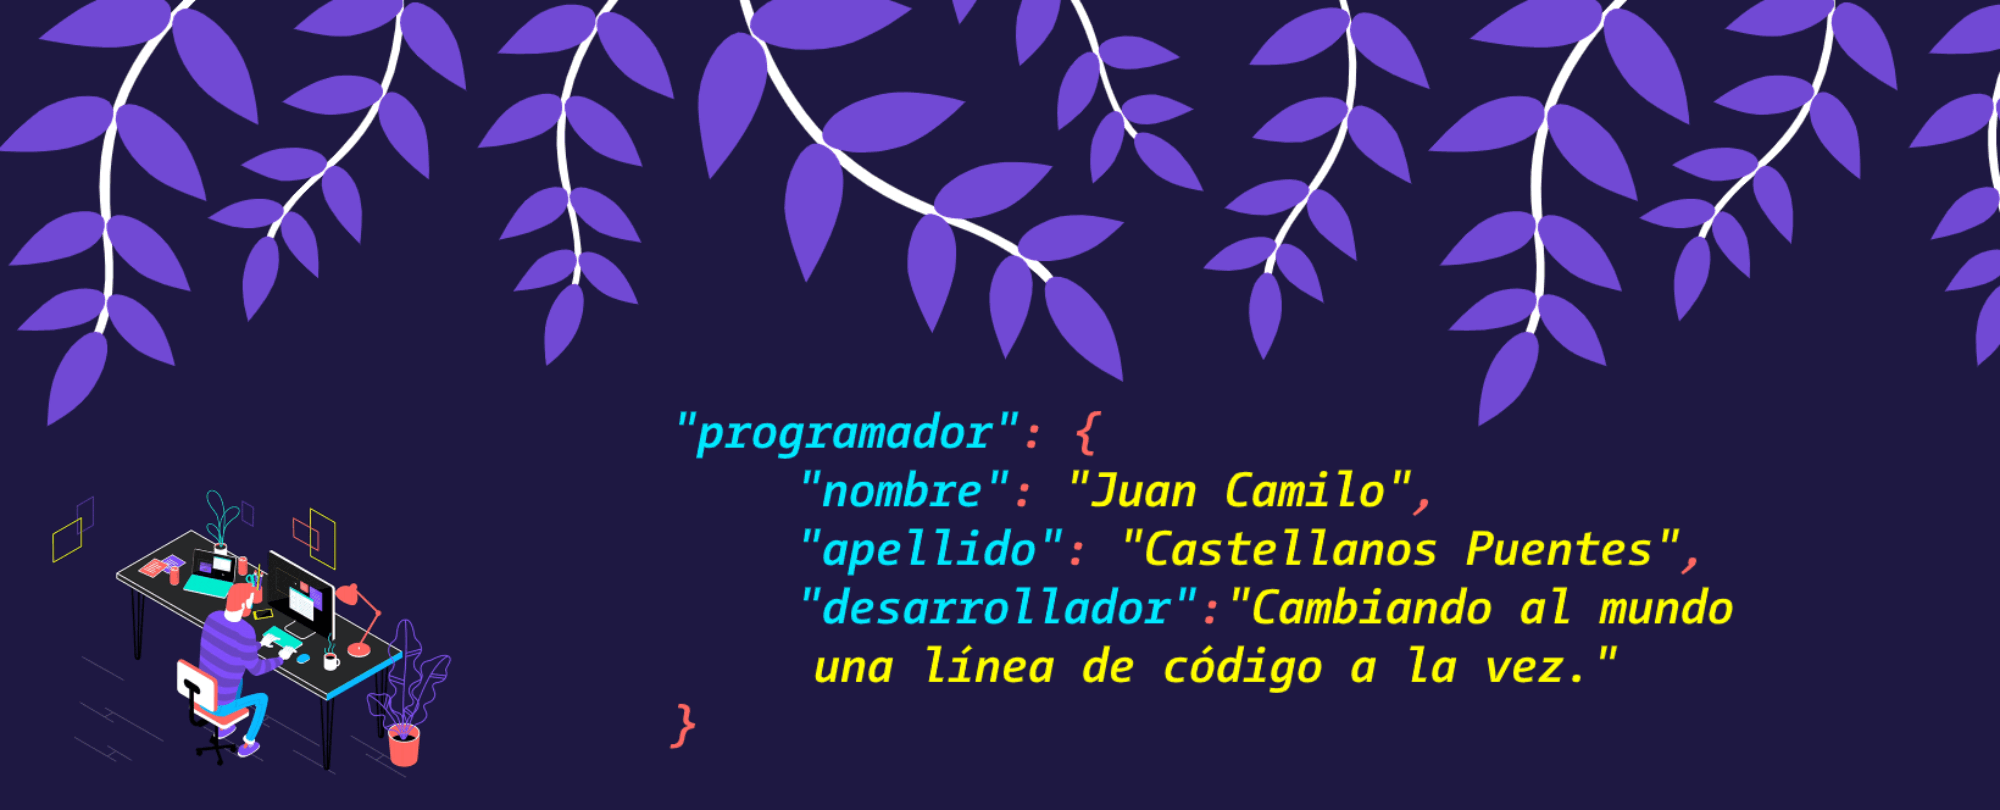 "programador": {
"nombre": "Juan Camilo",
"apellido": "Castellanos Puentes",
"desarrollador":"Cambiando al mundo
una línea de código a la vez."
}